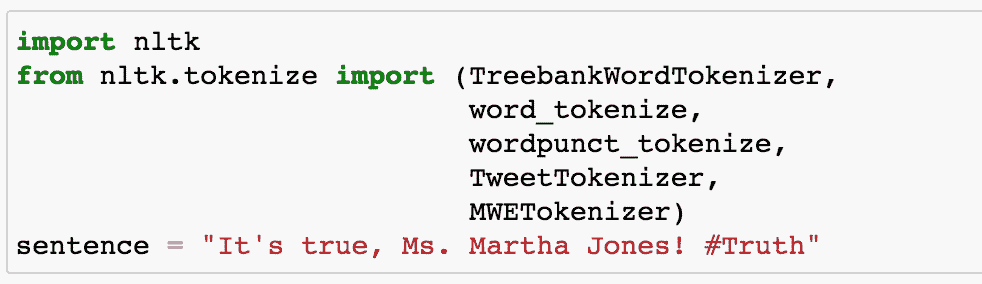 import nltk
from nltk.tokenize import (TreebankWordTokenizer,
                           word_tokenize,
                           wordpunct_tokenize,
                           TweetTokenizer,
                           MWETokenizer)
sentence = "It's true, Ms. Martha Jones! #Truth"